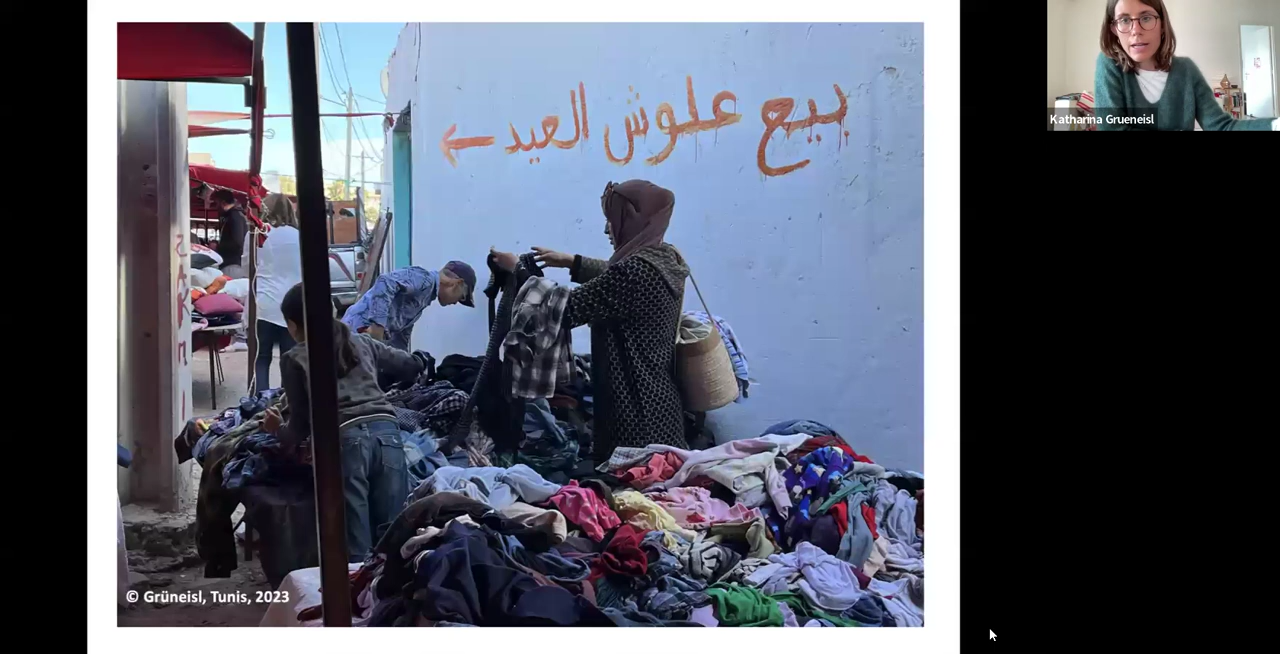 بيع علوش العيد ←
© Grüneisl, Tunis, 2023
Katharina Grueneisl